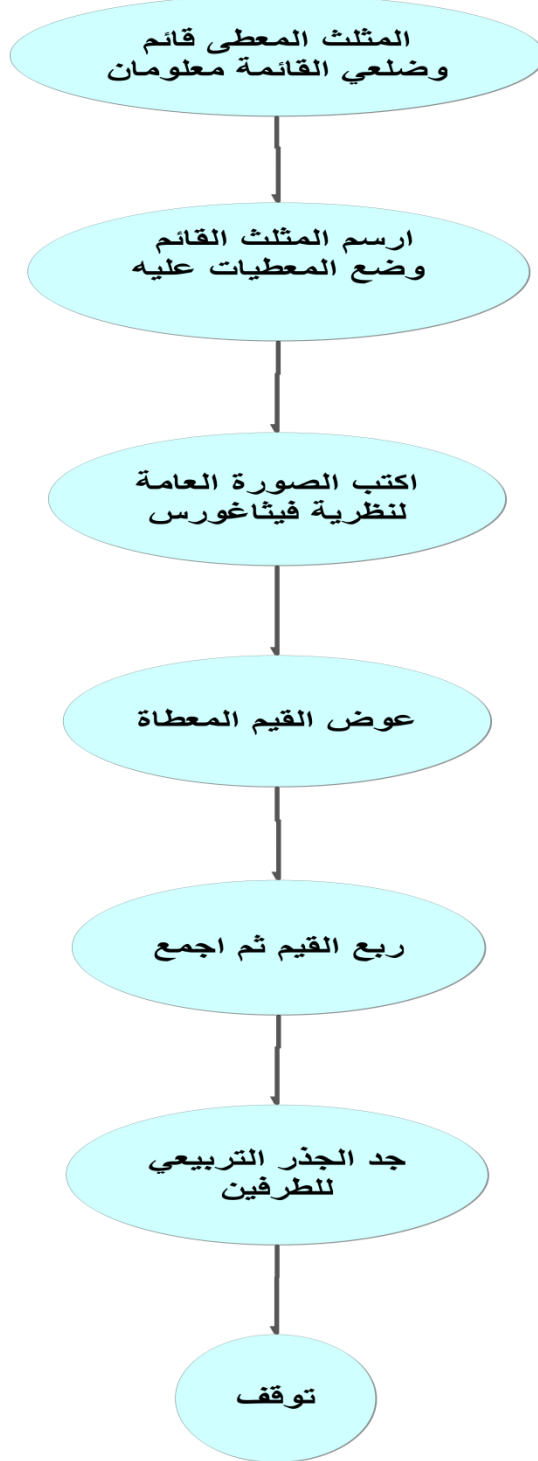 المثلث المعطى قائم
وضلعي القائمة معلومان
ارسم المثلث القائم
وضع المعطيات عليه
اكتب الصورة العامة
لنظرية فيثاغورس
عوض القيم المعطاة
ربع القيم ثم اجمع
جد الجذر التربيعي
للطرفين
توقف